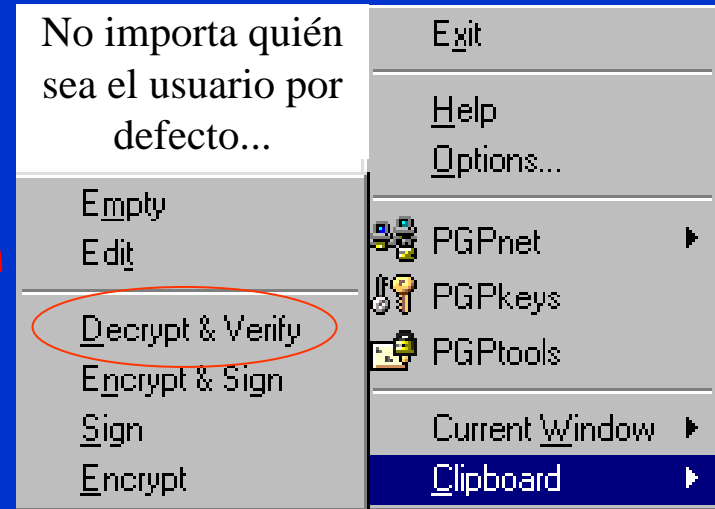 No importa quién
sea el usuario por
defecto...
Empty
Edit
Decrypt & Verify
Encrypt & Sign
Sign
Encrypt
Exit
Help
Options...
PGPnet
PGPkeys
PGPtools
Current Window
Clipboard